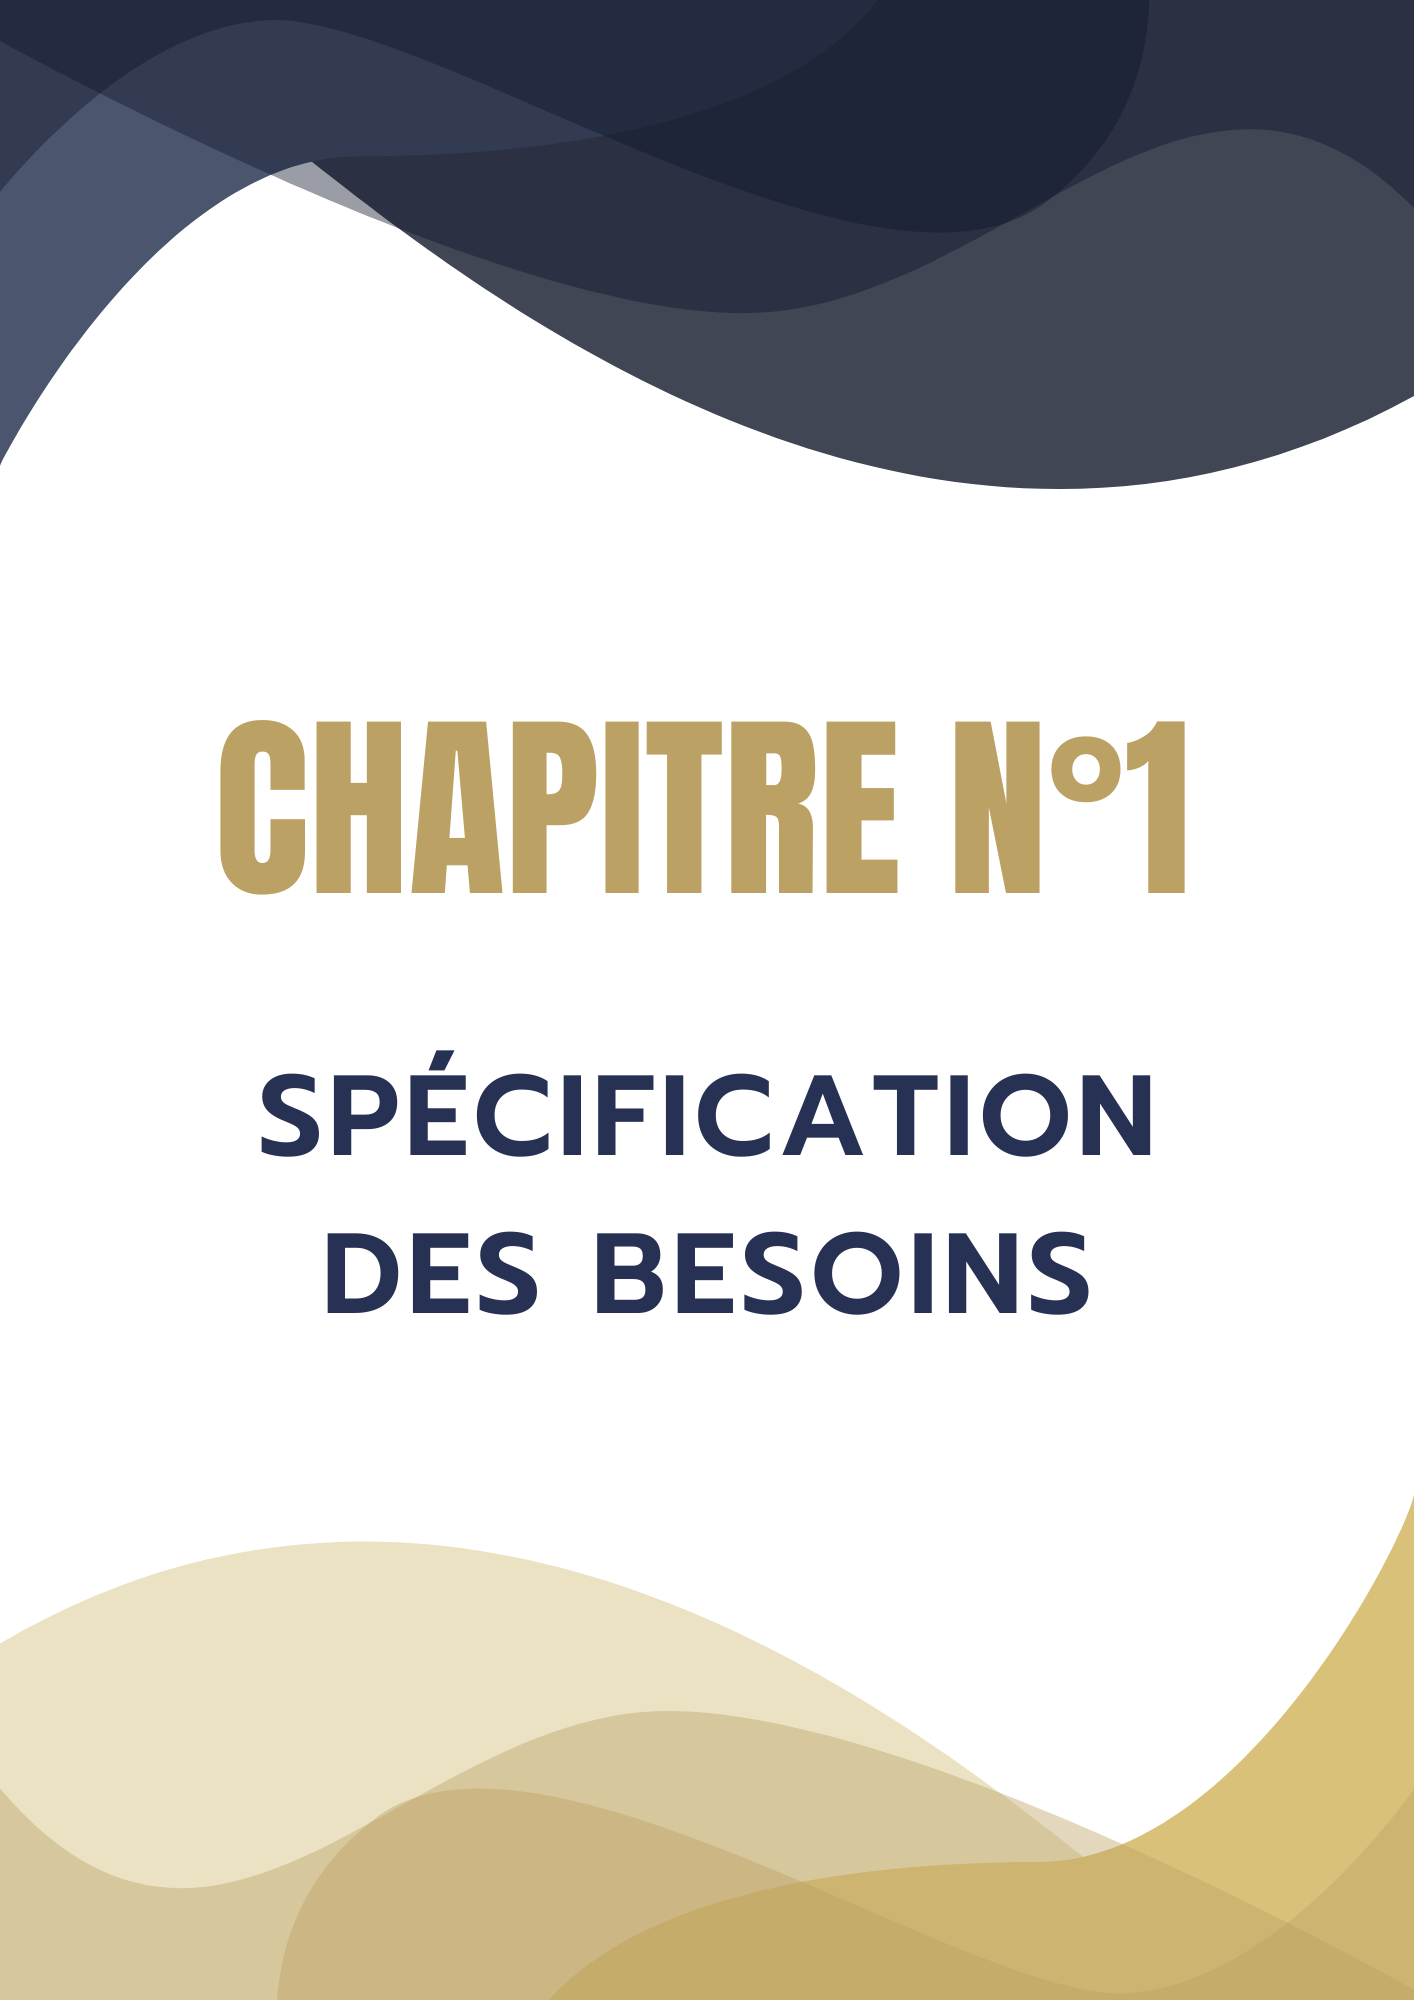 CHAPITRE N°1
SPÉCIFICATION
DES BESOINS